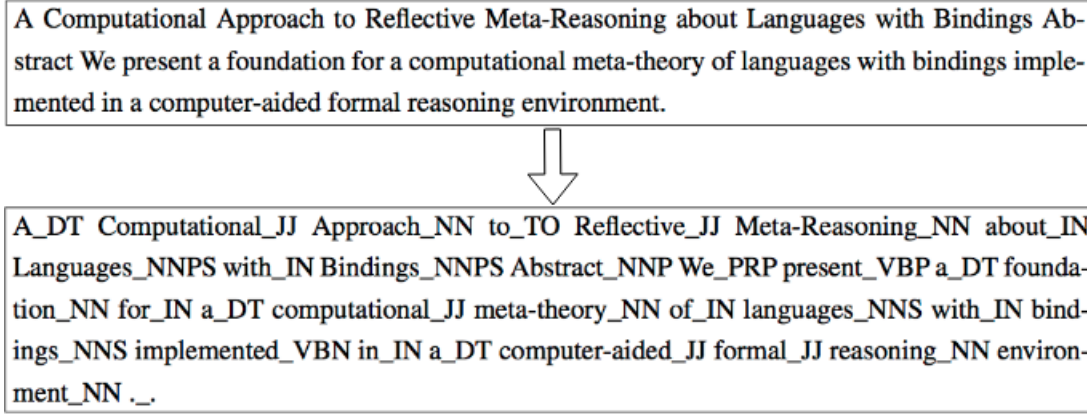 A Computational Approach to Reflective Meta-Reasoning about Languages with Bindings Ab-
stract We present a foundation for a computational meta-theory of languages with bindings imple-
mented in a computer-aided formal reasoning environment.
A_DT Computational_JJ Approach_NN to_TO Reflective_JJ Meta-Reasoning_NN about_IN
Languages_NNPS with_IN Bindings_NNPS Abstract_NNP We_PRP present_VBP a_DT founda-
tion_NN for_IN a_DT computational_JJ meta-theory_NN of_IN languages_NNS with_IN bind-
ings_NNS implemented_VBN in_IN a_DT computer-aided_JJ formal_JJ reasoning_NN environ-
ment_NN ._.